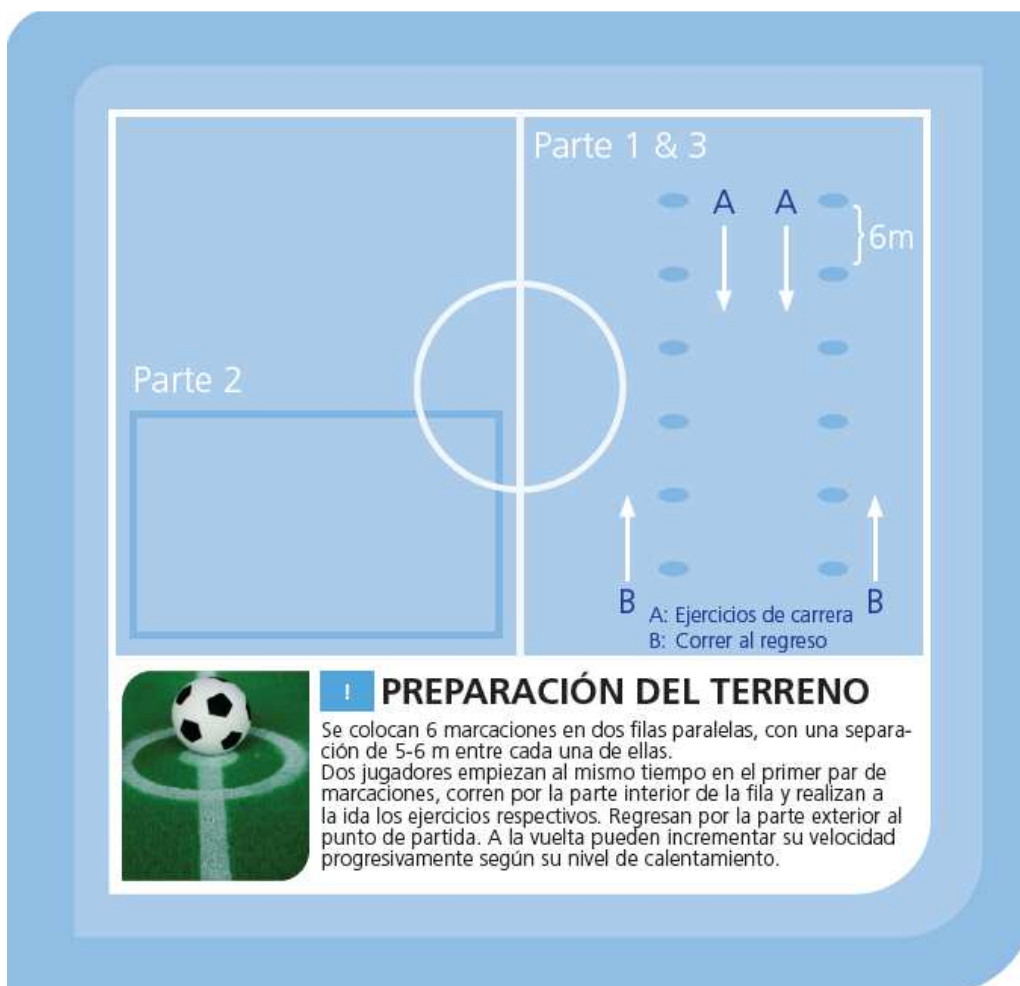 Parte 1 & 3
A A
6m
Parte 2
B B
A: Ejercicios de carrera
B: Correr al regreso
! PREPARACIÓN DEL TERRENO
Se colocan 6 marcaciones en dos filas paralelas, con una separa-
ción de 5-6 m entre cada una de ellas.
Dos jugadores empiezan al mismo tiempo en el primer par de
marcaciones, corren por la parte interior de la fila y realizan a
la ida los ejercicios respectivos. Regresan por la parte exterior al
punto de partida. A la vuelta pueden incrementar su velocidad
progresivamente según su nivel de calentamiento.